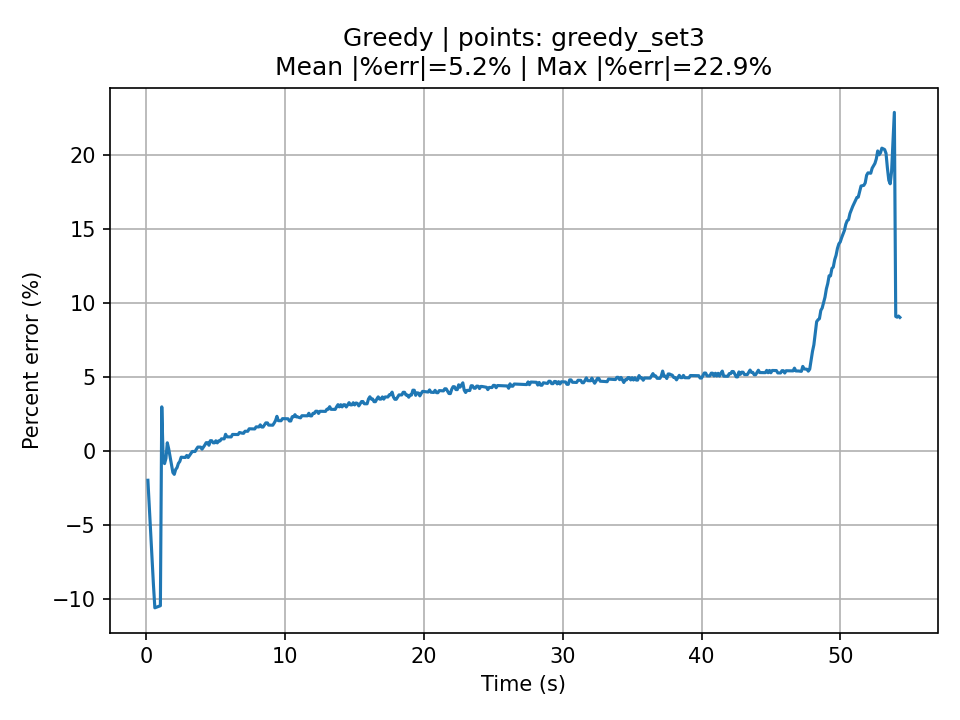 Greedy | points: greedy_set3
Mean |%err|=5.2% | Max |%err|=22.9%
Percent error (%)
20
15
10
5
0
−5
−10
0 10 20 30 40 50
Time (s)